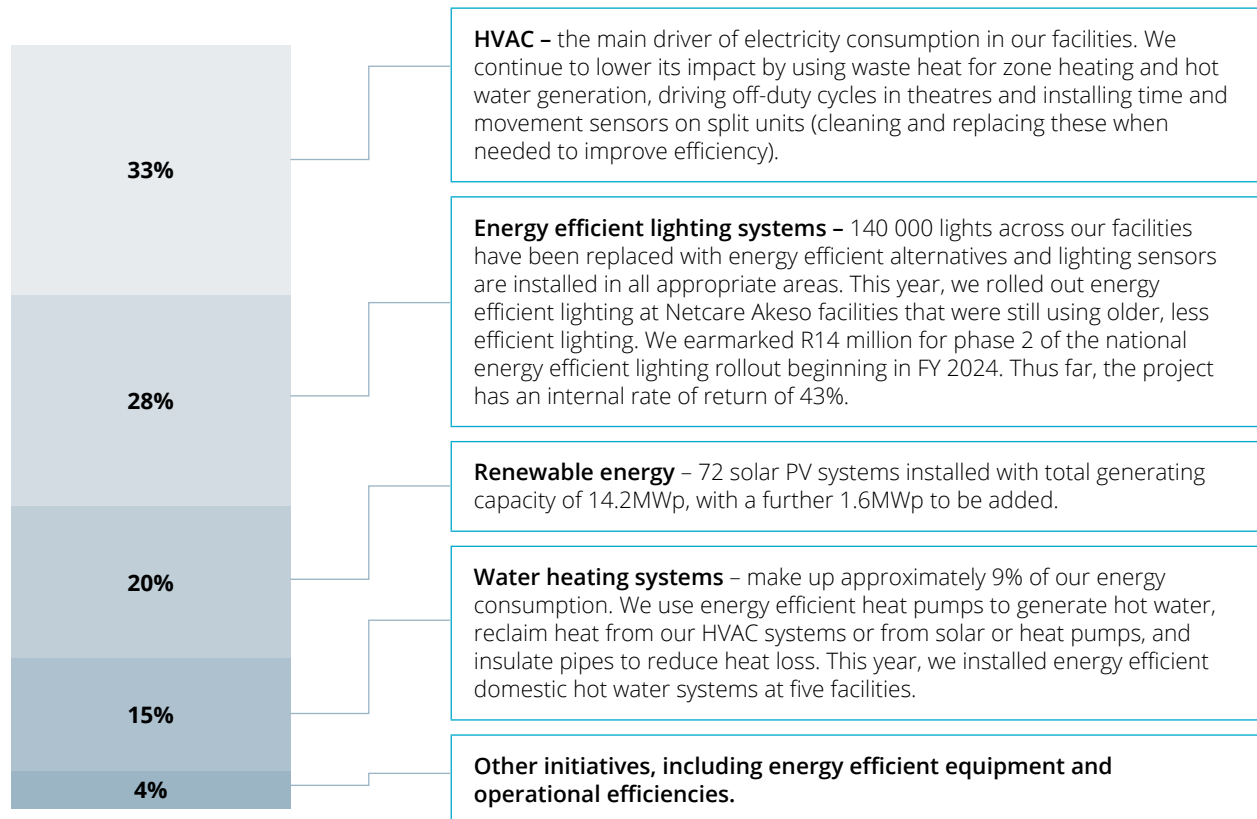 33%
HVAC – the main driver of electricity consumption in our facilities. We
continue to lower its impact by using waste heat for zone heating and hot
water generation, driving off-duty cycles in theatres and installing time and
movement sensors on split units (cleaning and replacing these when
needed to improve efficiency).
28%
Energy efficient lighting systems – 140 000 lights across our facilities
have been replaced with energy efficient alternatives and lighting sensors
are installed in all appropriate areas. This year, we rolled out energy
efficient lighting at Netcare Akeso facilities that were still using older, less
efficient lighting. We earmarked R14 million for phase 2 of the national
energy efficient lighting rollout beginning in FY 2024. Thus far, the project
has an internal rate of return of 43%.
20%
Renewable energy – 72 solar PV systems installed with total generating
capacity of 14.2MWp, with a further 1.6MWp to be added.
15%
Water heating systems – make up approximately 9% of our energy
consumption. We use energy efficient heat pumps to generate hot water,
reclaim heat from our HVAC systems or from solar or heat pumps, and
insulate pipes to reduce heat loss. This year, we installed energy efficient
domestic hot water systems at five facilities.
4%
Other initiatives, including energy efficient equipment and
operational efficiencies.